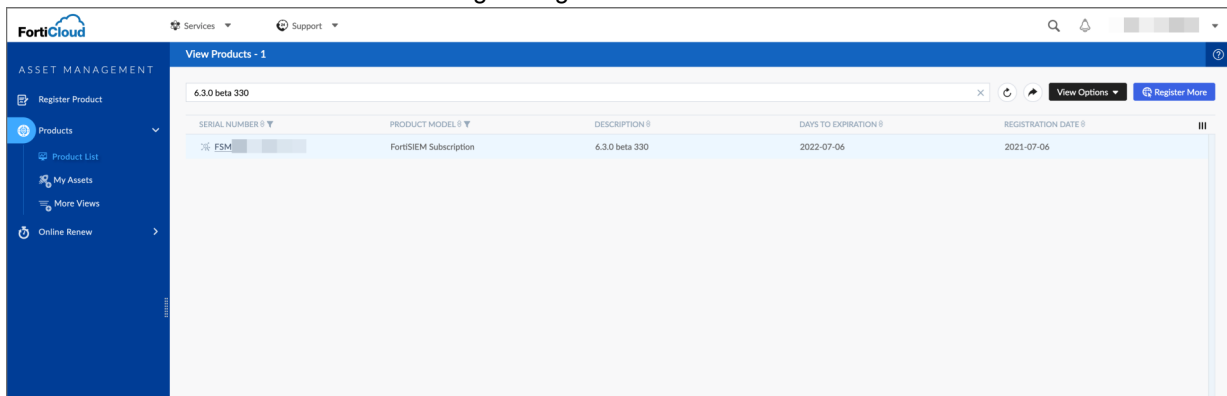 FortiCloud
Services
Support
View Products - 1
ASSET MANAGEMENT
Register Product
Products
Product List
My Assets
More Views
Online Renew
6.3.0 beta 330
View Options
Register More
SERIAL NUMBER PRODUCT MODEL DESCRIPTION DAYS TO EXPIRATION REGISTRATION DATE
FSM FortiSIEM Subscription 6.3.0 beta 330 2022-07-06 2021-07-06